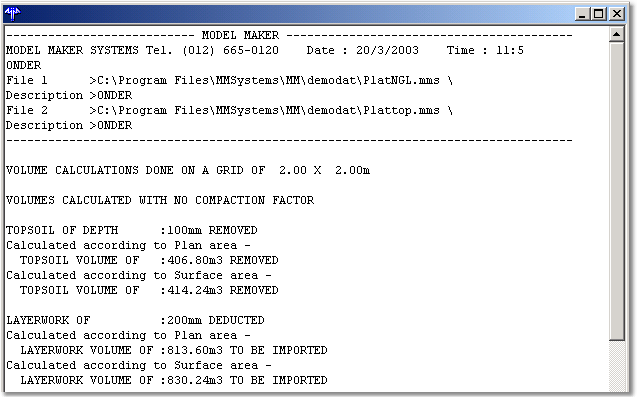 ---------------------------- MODEL MAKER ------------------------------------------
MODEL MAKER SYSTEMS Tel. (012) 665-0120    Date : 20/3/2003    Time : 11:5
ONDER
File 1      >C:\Program Files\MMSystems\MM\demodat\PlatNGL.mms \
Description >ONDER
File 2      >C:\Program Files\MMSystems\MM\demodat\Plattop.mms \
Description >ONDER
---------------------------------------------------------------------------------
VOLUME CALCULATIONS DONE ON A GRID OF  2.00 X  2.00m
VOLUMES CALCULATED WITH NO COMPACTION FACTOR
TOPSOIL OF DEPTH      :100mm REMOVED
Calculated according to Plan area -
  TOPSOIL VOLUME OF   :406.80m3 REMOVED
Calculated according to Surface area -
  TOPSOIL VOLUME OF   :414.24m3 REMOVED
LAYERWORK OF          :200mm DEDUCTED
Calculated according to Plan area -
  LAYERWORK VOLUME OF :813.60m3 TO BE IMPORTED
Calculated according to Surface area -
  LAYERWORK VOLUME OF :830.24m3 TO BE IMPORTED